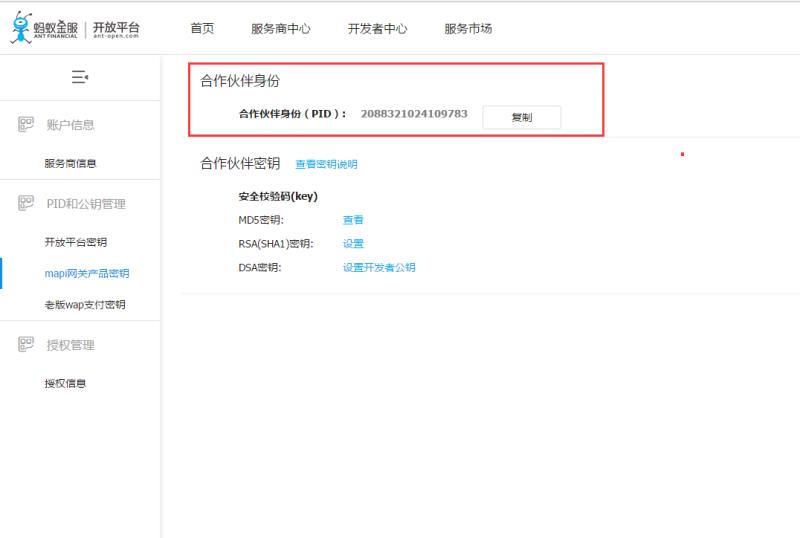 蚂蚁金服 开放平台
ANT FINANCIAL ant-open.com
首页 服务商中心 开发者中心 服务市场
账户信息
服务商信息
PID和公钥管理
开放平台密钥
mapi网关产品密钥
老版wap支付密钥
授权管理
授权信息
合作伙伴身份
合作伙伴身份（PID）: 2088321024109783 复制
合作伙伴密钥 查看密钥说明
安全校验码(key)
MD5密钥: 查看
RSA(SHA1)密钥: 设置
DSA密钥: 设置开发者公钥